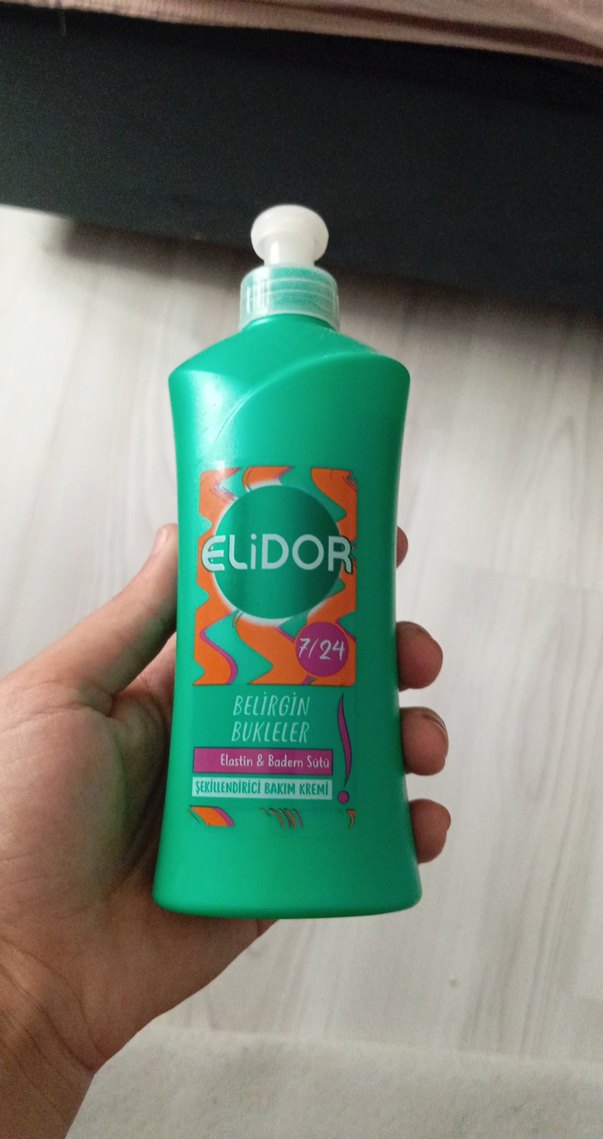 ELiDOR
7/24
BELİRGİN
BUKLELER
Elastin & Badem Sütü
ŞEKİLLENDİRİCİ BAKIM KREMİ